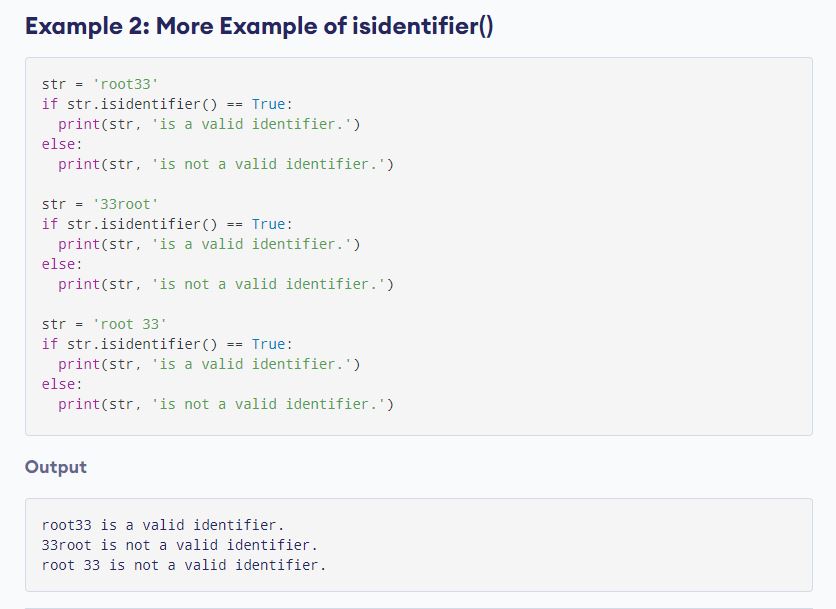 Example 2: More Example of isidentifier()
str = 'root33'
if str.isidentifier() == True:
  print(str, 'is a valid identifier.')
else:
  print(str, 'is not a valid identifier.')

str = '33root'
if str.isidentifier() == True:
  print(str, 'is a valid identifier.')
else:
  print(str, 'is not a valid identifier.')

str = 'root 33'
if str.isidentifier() == True:
  print(str, 'is a valid identifier.')
else:
  print(str, 'is not a valid identifier.')
Output
root33 is a valid identifier.
33root is not a valid identifier.
root 33 is not a valid identifier.